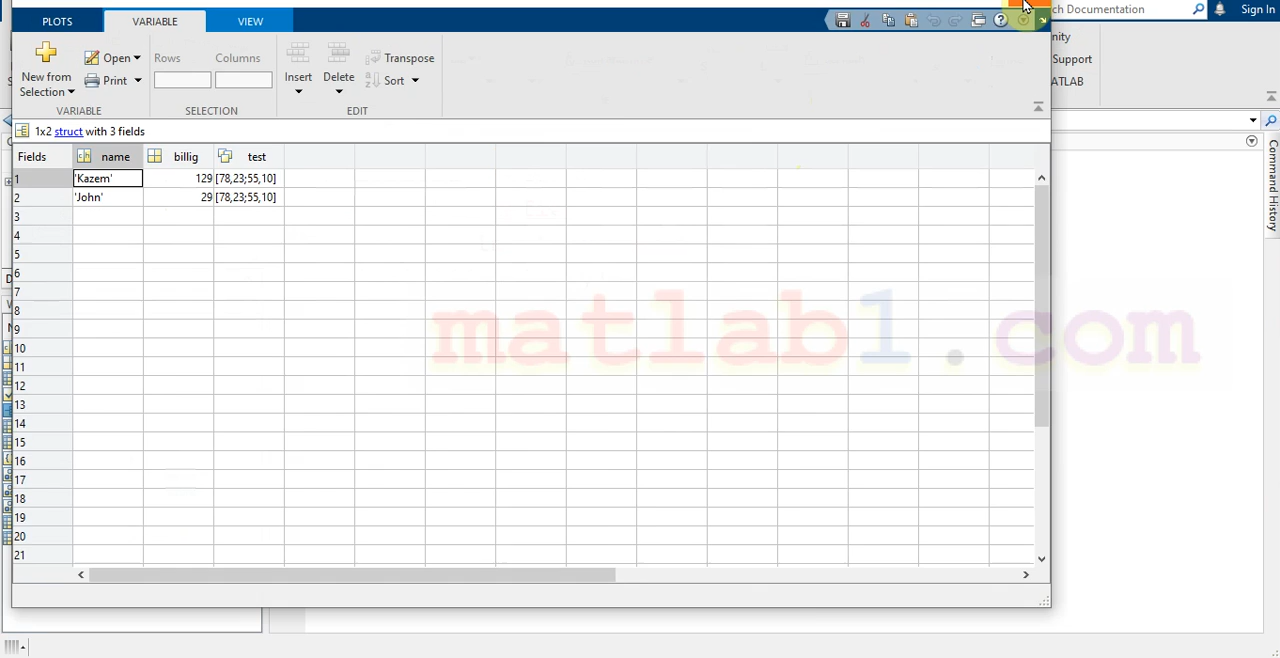 PLOTS VARIABLE VIEW
ch Documentation Sign In
New from
Selection
Open
Print
Rows Columns
Insert Delete
Transpose
Sort
VARIABLE SELECTION EDIT
nity
Support
ATLAB
1x2 struct with 3 fields
Fields name billig test
1 'Kazem' 129 [78,23;55,10]
2 'John' 29 [78,23;55,10]
3
4
5
6
7
8
9
10
11
12
13
14
15
16
17
18
19
20
21
matlab1.com
Command History